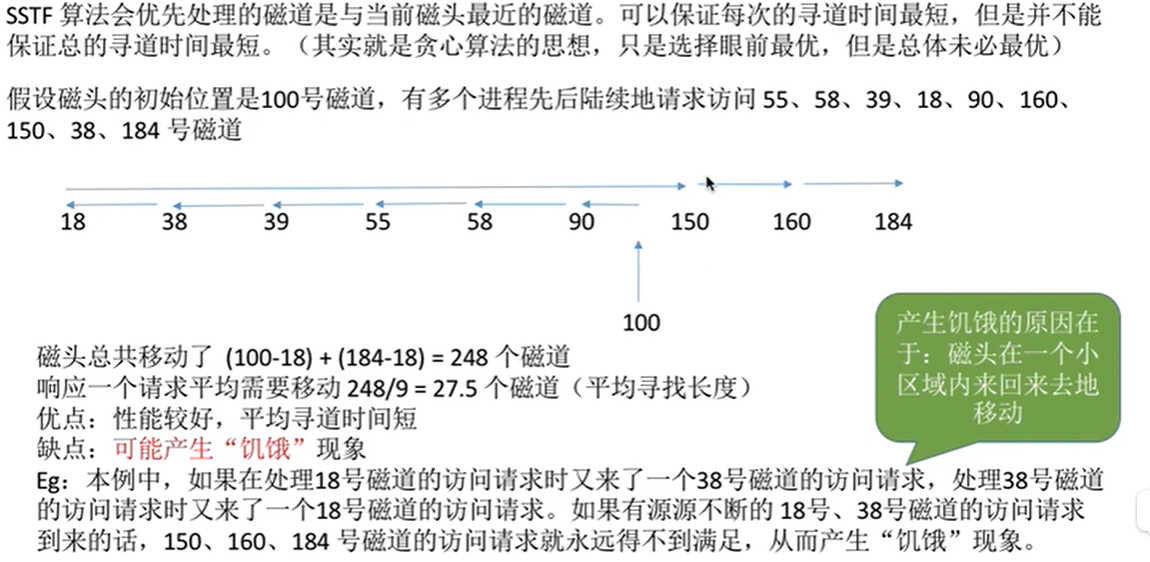 SSTF 算法会优先处理的磁道是与当前磁头最近的磁道。可以保证每次的寻道时间最短，但是并不能
保证总的寻道时间最短。（其实就是贪心算法的思想，只是选择眼前最优，但是总体未必最优）
假设磁头的初始位置是100号磁道，有多个进程先后陆续地请求访问 55、58、39、18、90、160、
150、38、184 号磁道
18 38 39 55 58 90 150 160 184
100
产生饥饿的原因在
于：磁头在一个小
区域内来回来去地
移动
磁头总共移动了 (100-18) + (184-18) = 248 个磁道
响应一个请求平均需要移动 248/9 = 27.5 个磁道（平均寻找长度）
优点：性能较好，平均寻道时间短
缺点：可能产生“饥饿”现象
Eg：本例中，如果在处理18号磁道的访问请求时又来了一个38号磁道的访问请求，处理38号磁道
的访问请求时又来了一个18号磁道的访问请求。如果有源源不断的 18号、38号磁道的访问请求
到来的话，150、160、184 号磁道的访问请求就永远得不到满足，从而产生“饥饿”现象。